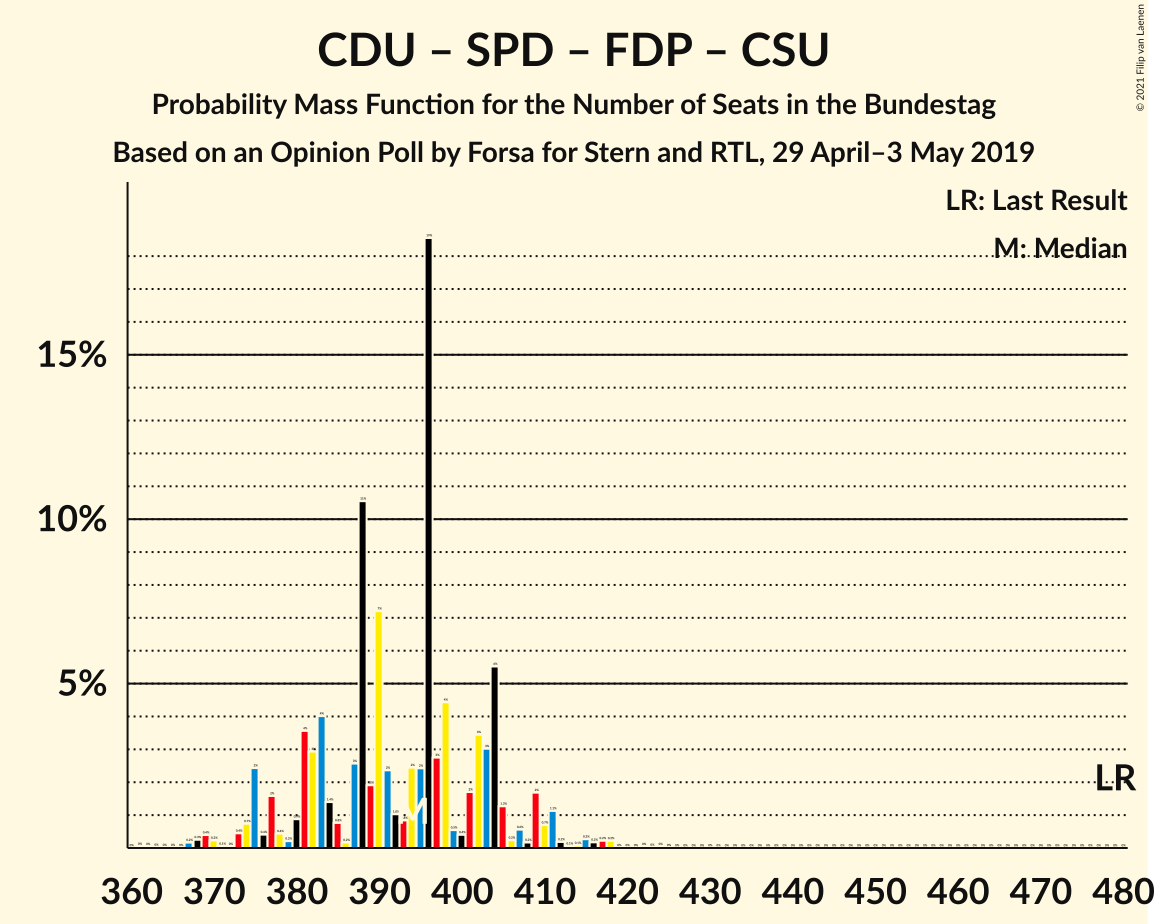 CDU – SPD – FDP – CSU
Probability Mass Function for the Number of Seats in the Bundestag
Based on an Opinion Poll by Forsa for Stern and RTL, 29 April–3 May 2019
© 2021 Filip van Laenen
LR: Last Result
M: Median
15%
10%
5%
LR
M
360 370 380 390 400 410 420 430 440 450 460 470 480